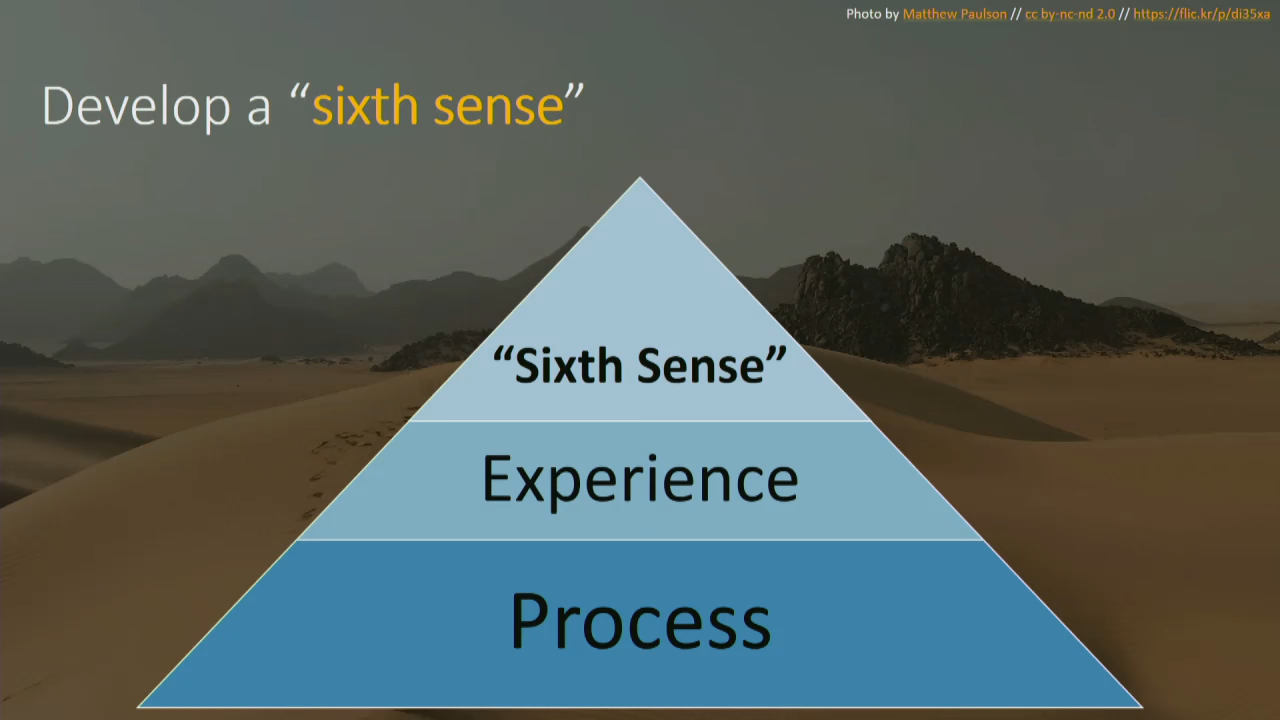 Photo by Matthew Paulson // cc by-nc-nd 2.0 // https://flic.kr/p/di35xa
Develop a “sixth sense”
“Sixth Sense”
Experience
Process